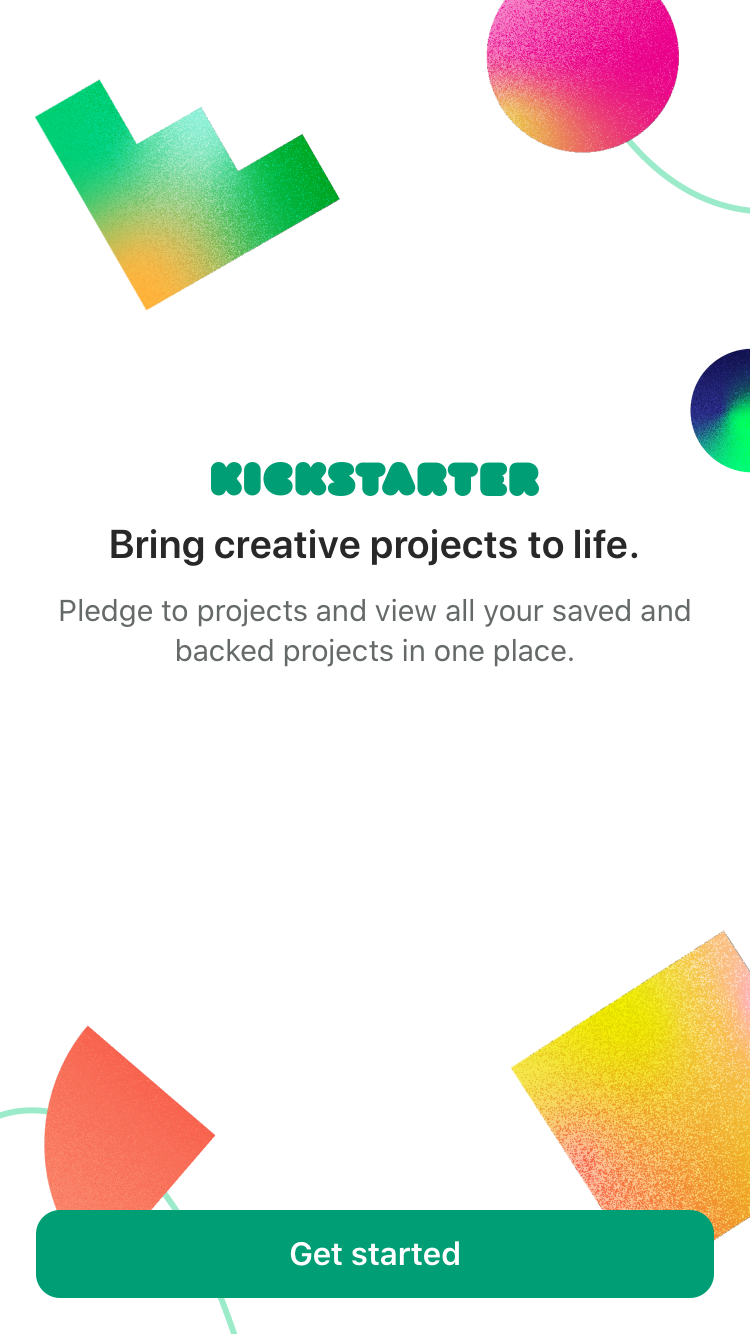 KICKSTARTER
Bring creative projects to life.
Pledge to projects and view all your saved and
backed projects in one place.
Get started